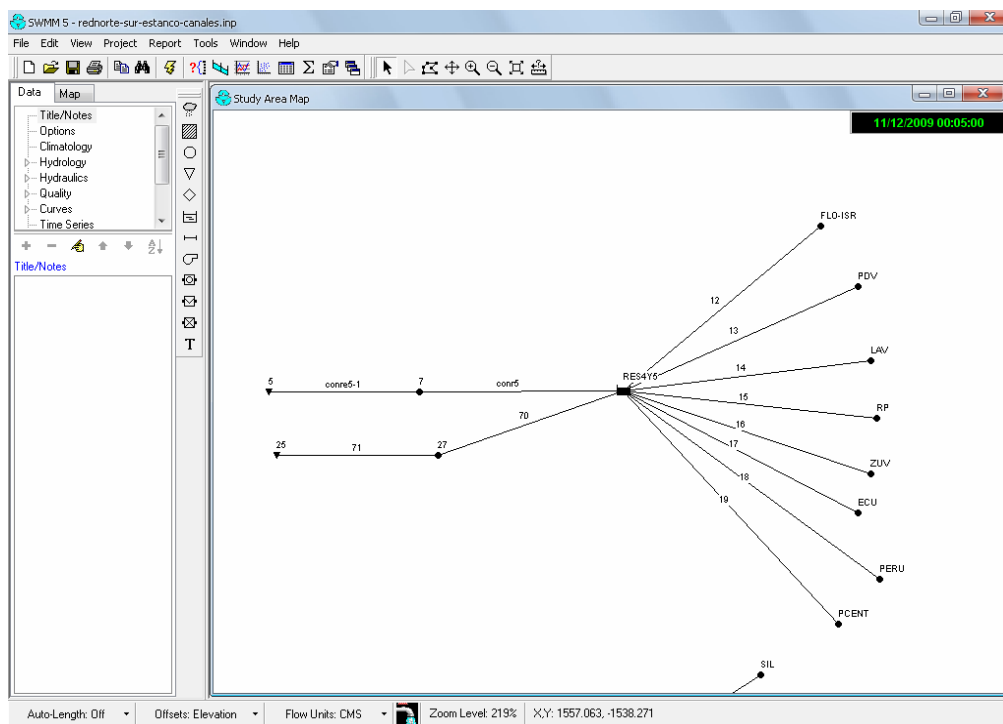 SWMM 5 - rednorte-sur-estanco-canales.inp
File Edit View Project Report Tools Window Help
Data Map
Title/Notes
Options
Climatology
Hydrology
Hydraulics
Quality
Curves
Time Series
Title/Notes
Study Area Map
11/12/2009 00:05:00
FLO-ISR
PDV
12
13
LAV
14
RES4Y5
5
conre5-1
7
conr5
15
RP
70
16
25
71
27
17
ZUV
18
19
ECU
PERU
PCENT
SIL
Auto-Length: Off Offsets: Elevation Flow Units: CMS Zoom Level: 219% X,Y: 1557.063, -1538.271